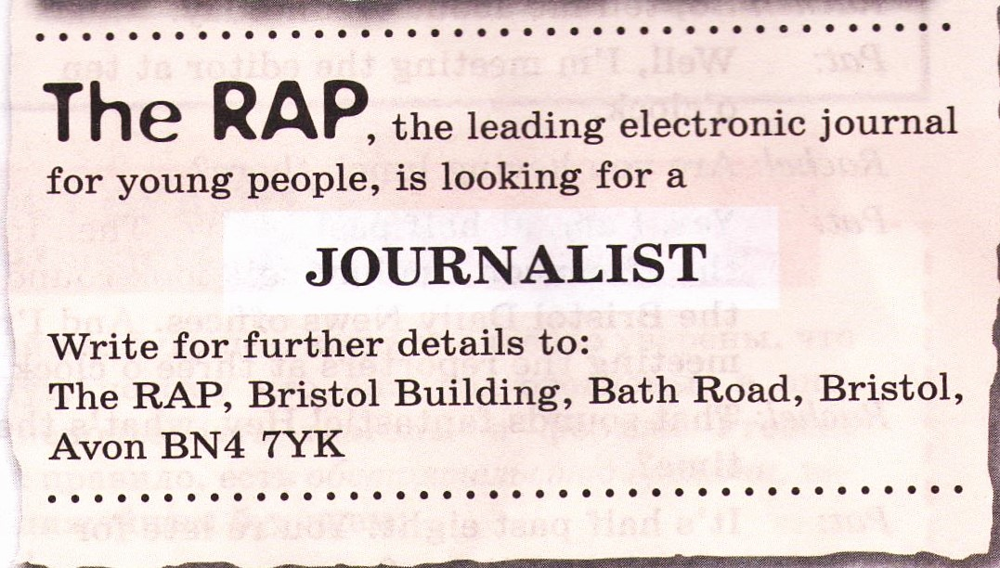 The RAP, the leading electronic journal
for young people, is looking for a
JOURNALIST
Write for further details to:
The RAP, Bristol Building, Bath Road, Bristol,
Avon BN4 7YK